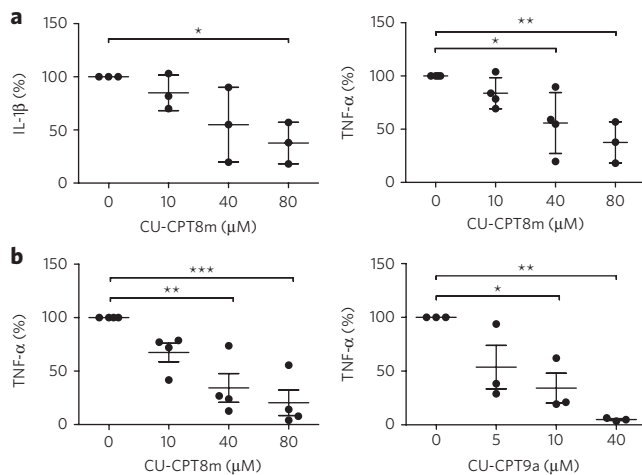 a
IL-1β (%)
150
100
50
0
*
0 10 40 80
CU-CPT8m (μM)
TNF-α (%)
150
100
50
0
**
*
0 10 40 80
CU-CPT8m (μM)
b
TNF-α (%)
150
100
50
0
***
**
0 10 40 80
CU-CPT8m (μM)
TNF-α (%)
150
100
50
0
**
*
0 5 10 40
CU-CPT9a (μM)